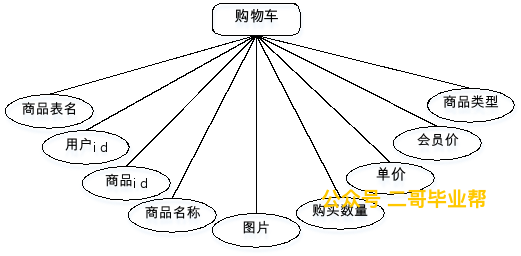 购物车
商品表名
用户id
商品id
商品名称
图片
购买数量
单价
会员价
商品类型
公众号 二哥毕业帮